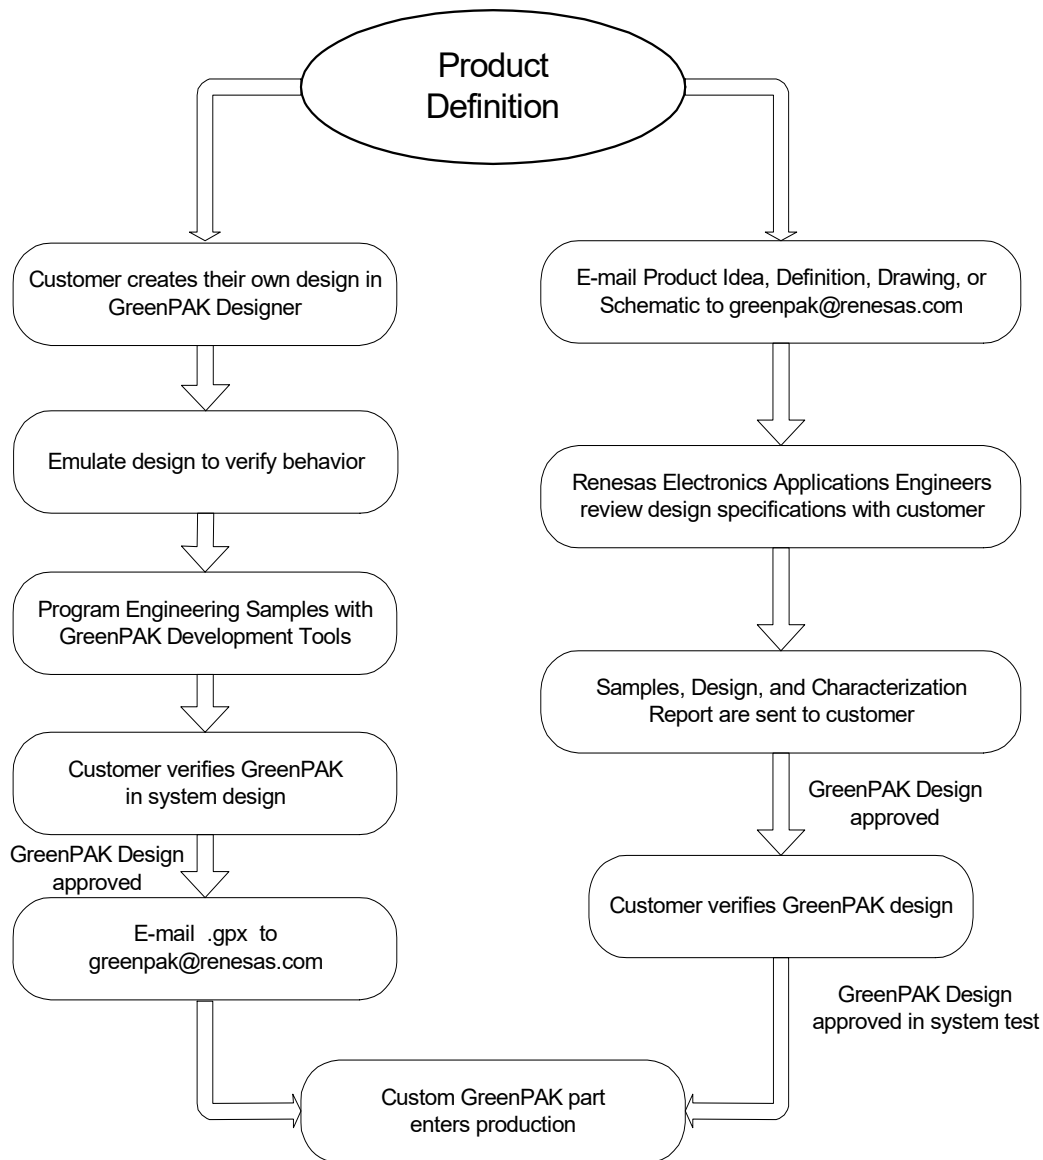 Product
Definition
Customer creates their own design in
GreenPAK Designer
Emulate design to verify behavior
Program Engineering Samples with
GreenPAK Development Tools
Customer verifies GreenPAK
in system design
GreenPAK Design
approved
E-mail .gpx to
greenpak@renesas.com
E-mail Product Idea, Definition, Drawing, or
Schematic to greenpak@renesas.com
Renesas Electronics Applications Engineers
review design specifications with customer
Samples, Design, and Characterization
Report are sent to customer
GreenPAK Design
approved
Customer verifies GreenPAK design
GreenPAK Design
approved in system test
Custom GreenPAK part
enters production